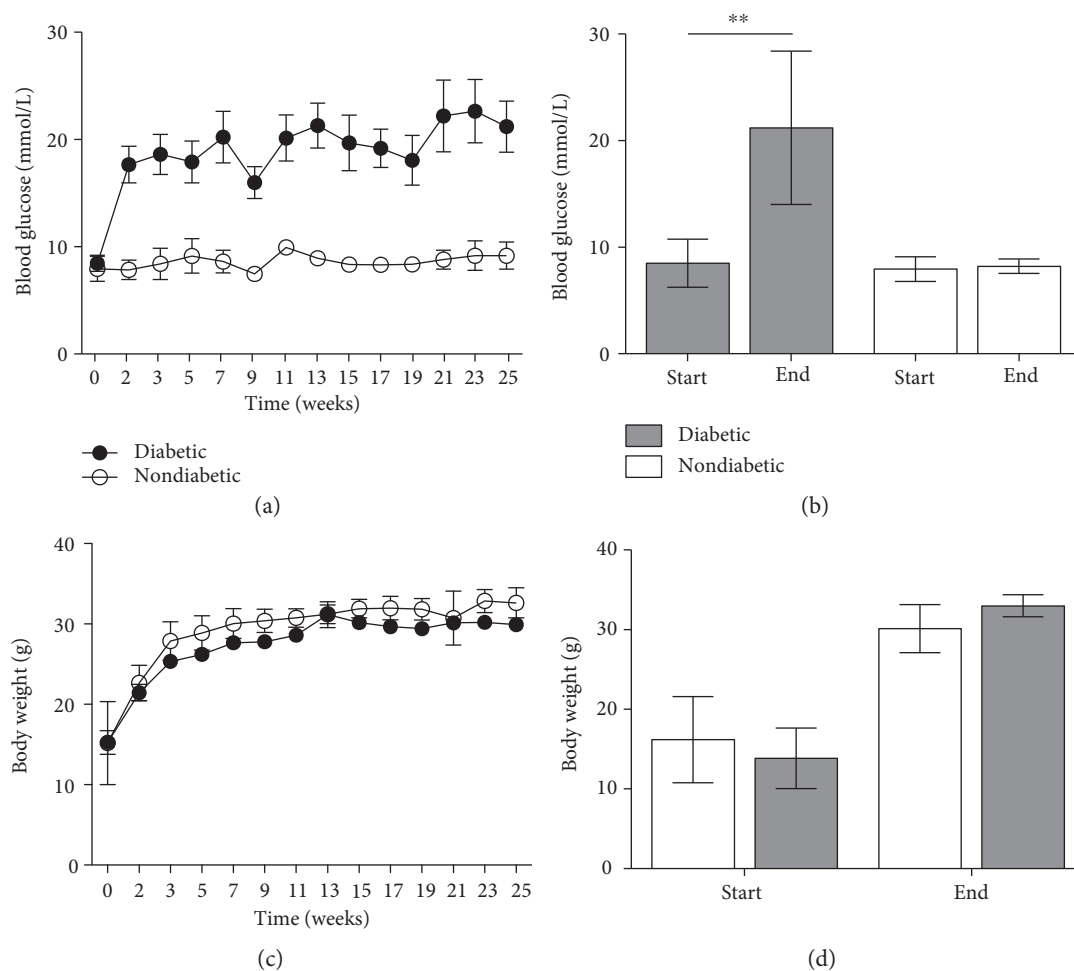 30
20
10
0
Blood glucose (mmol/L)
0 2 3 5 7 9 11 13 15 17 19 21 23 25
Time (weeks)
Diabetic
Nondiabetic
(a)
**
30
20
10
0
Blood glucose (mmol/L)
Start End Start End
Diabetic
Nondiabetic
(b)
40
30
20
10
0
Body weight (g)
0 2 3 5 7 9 11 13 15 17 19 21 23 25
Time (weeks)
(c)
40
30
20
10
0
Body weight (g)
Start End
(d)